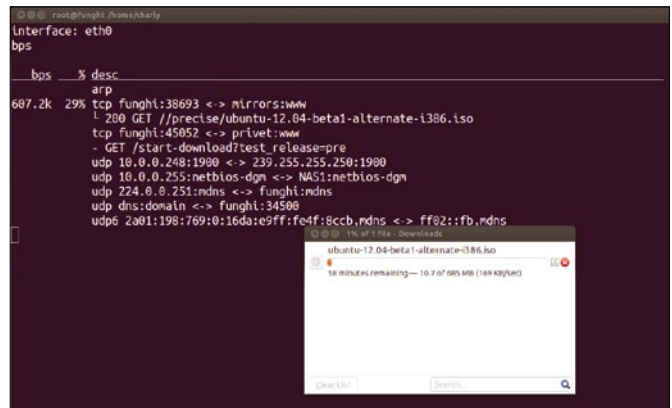 root@funghi: /home/charly
interface: eth0
bps
bps % desc
arp
607.2k 29% tcp funghi:38693 <-> mirrors:www
└ 200 GET //precise/ubuntu-12.04-beta1-alternate-i386.iso
tcp funghi:45052 <-> privet:www
- GET /start-download?test_release=pre
udp 10.0.0.248:1900 <-> 239.255.255.250:1900
udp 10.0.0.255:netbios-dgm <-> NAS1:netbios-dgm
udp 224.0.0.251:mdns <-> funghi:mdns
udp dns:domain <-> funghi:34500
udp6 2a01:198:769:0:16da:e9ff:fe4f:8ccb.mdns <-> ff02::fb.mdns
1% of 1 file - Downloads
ubuntu-12.04-beta1-alternate-i386.iso
58 minutes remaining — 10.7 of 685 MB (169 KB/sec)
Clear List
Search...